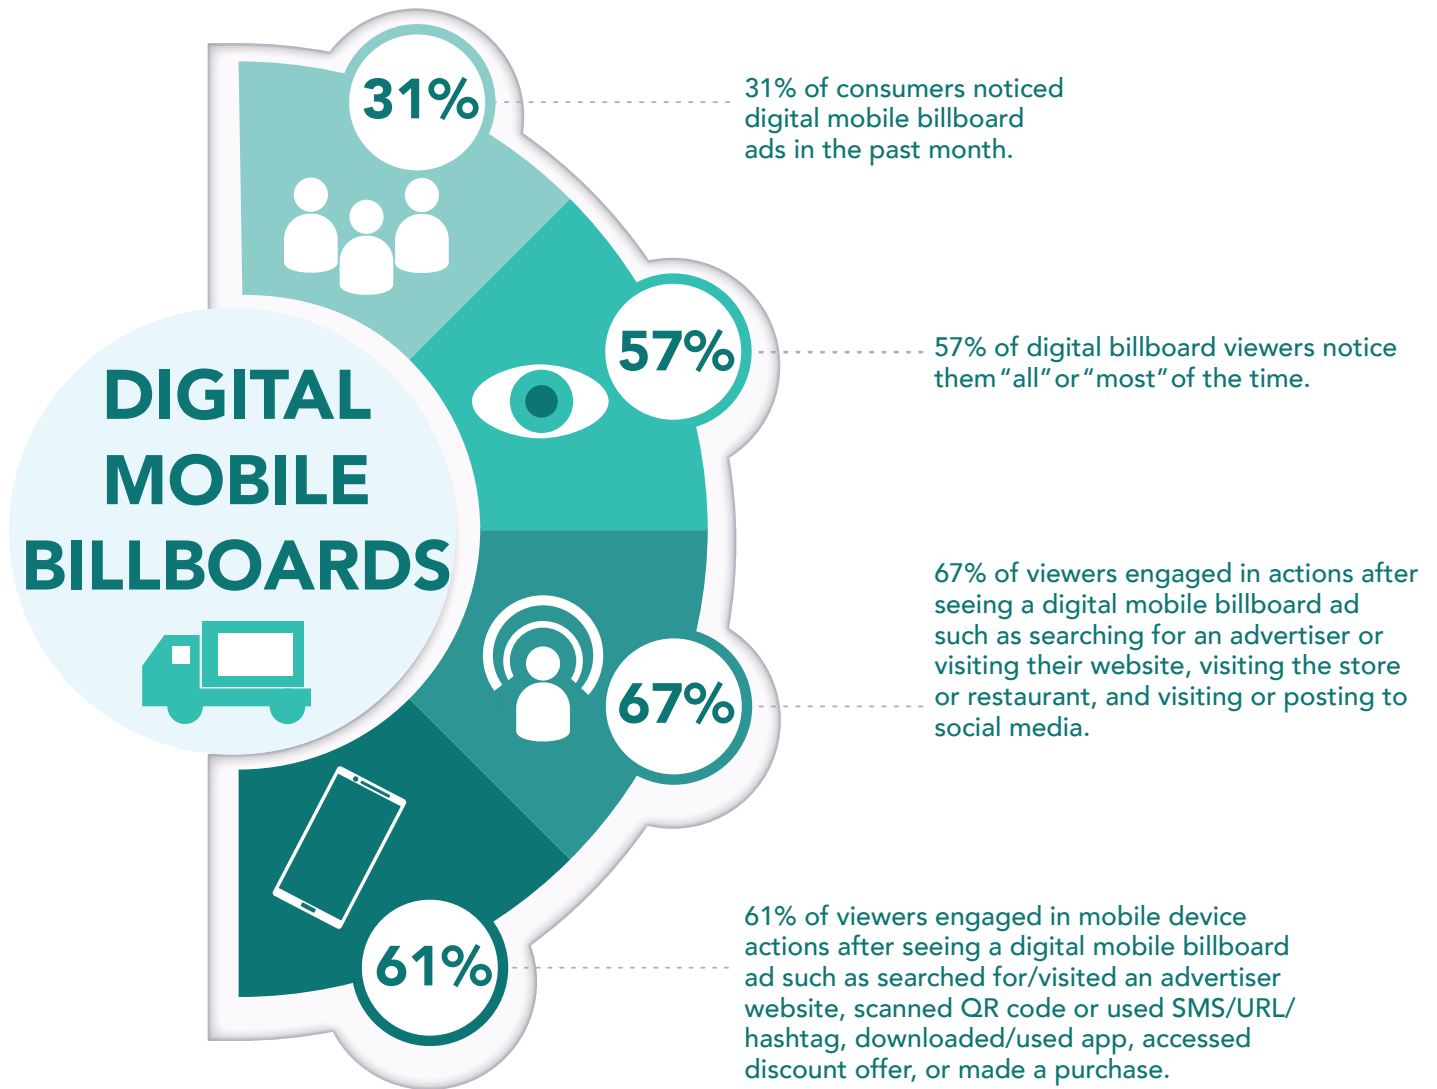 DIGITAL
MOBILE
BILLBOARDS
31%
31% of consumers noticed
digital mobile billboard
ads in the past month.
57%
57% of digital billboard viewers notice
them “all” or “most” of the time.
67%
67% of viewers engaged in actions after
seeing a digital mobile billboard ad
such as searching for an advertiser or
visiting their website, visiting the store
or restaurant, and visiting or posting to
social media.
61%
61% of viewers engaged in mobile device
actions after seeing a digital mobile billboard
ad such as searched for/visited an advertiser
website, scanned QR code or used SMS/URL/
hashtag, downloaded/used app, accessed
discount offer, or made a purchase.